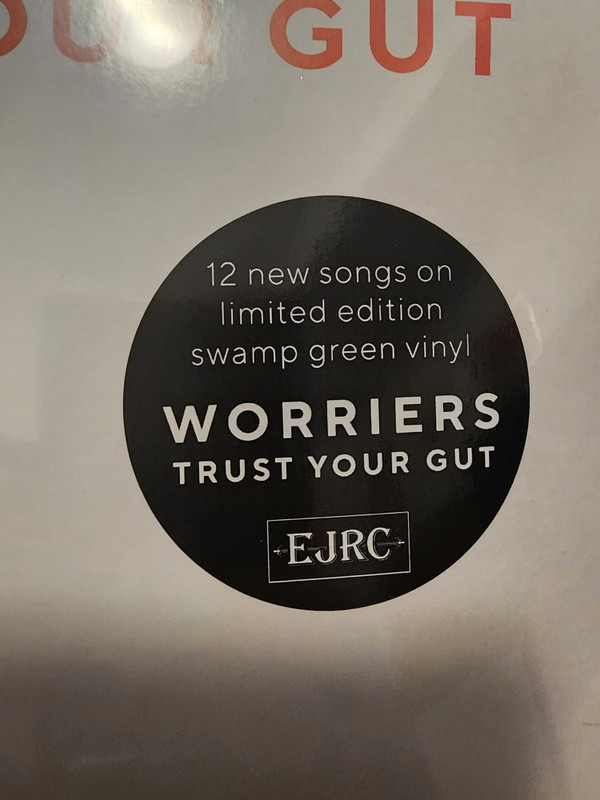 GUT
12 new songs on
limited edition
swamp green vinyl
WORRIERS
TRUST YOUR GUT
EJRC